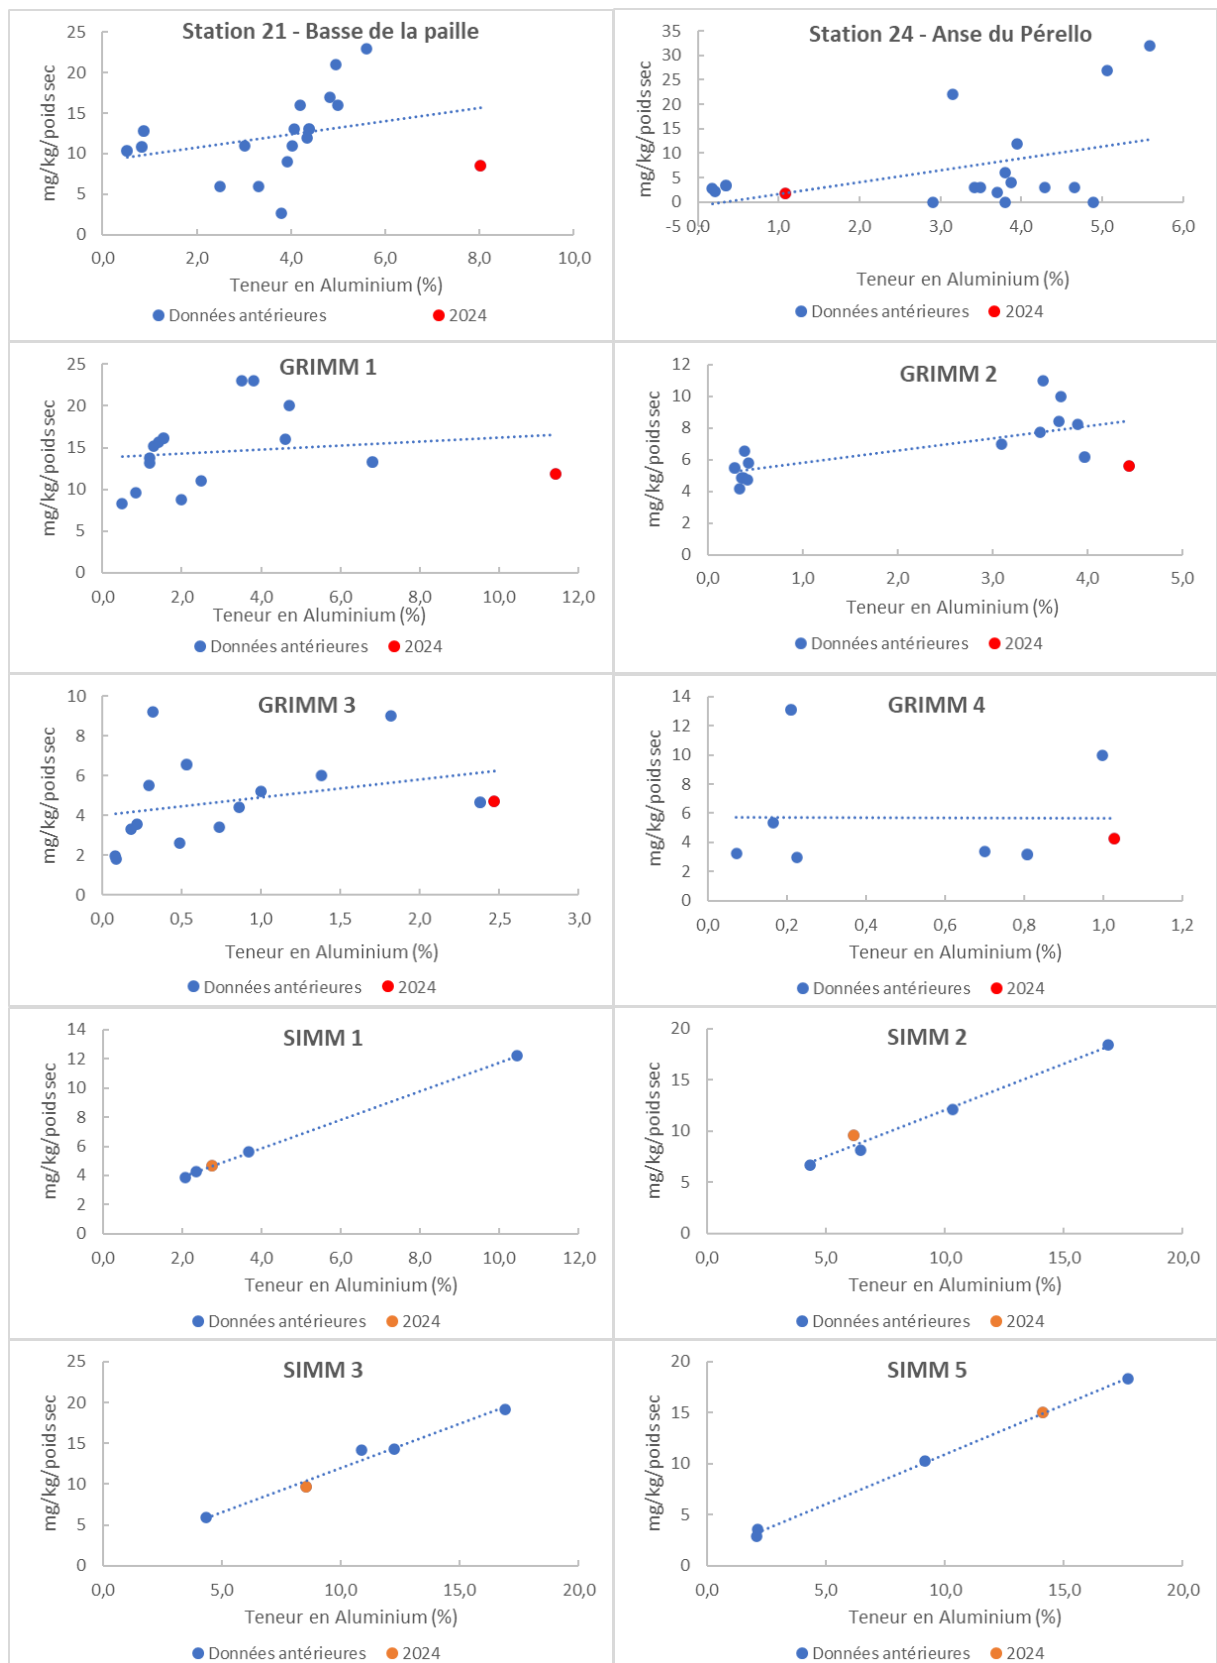 Station 21 - Basse de la paille
mg/kg/poids sec
25
20
15
10
5
0
0,0 2,0 4,0 6,0 8,0 10,0
Teneur en Aluminium (%)
Données antérieures 2024
Station 24 - Anse du Pérello
mg/kg/poids sec
35
30
25
20
15
10
5
0
-5 0,0 1,0 2,0 3,0 4,0 5,0 6,0
Teneur en Aluminium (%)
Données antérieures 2024
GRIMM 1
mg/kg/poids sec
25
20
15
10
5
0
0,0 2,0 4,0 6,0 8,0 10,0 12,0
Teneur en Aluminium (%)
Données antérieures 2024
GRIMM 2
mg/kg/poids sec
12
10
8
6
4
2
0
0,0 1,0 2,0 3,0 4,0 5,0
Teneur en Aluminium (%)
Données antérieures 2024
GRIMM 3
mg/kg/poids sec
10
8
6
4
2
0
0,0 0,5 1,0 1,5 2,0 2,5 3,0
Teneur en Aluminium (%)
Données antérieures 2024
GRIMM 4
mg/kg/poids sec
14
12
10
8
6
4
2
0
0,0 0,2 0,4 0,6 0,8 1,0 1,2
Teneur en Aluminium (%)
Données antérieures 2024
SIMM 1
mg/kg/poids sec
14
12
10
8
6
4
2
0
0,0 2,0 4,0 6,0 8,0 10,0 12,0
Teneur en Aluminium (%)
Données antérieures 2024
SIMM 2
mg/kg/poids sec
20
15
10
5
0
0,0 5,0 10,0 15,0 20,0
Teneur en Aluminium (%)
Données antérieures 2024
SIMM 3
mg/kg/poids sec
25
20
15
10
5
0
0,0 5,0 10,0 15,0 20,0
Teneur en Aluminium (%)
Données antérieures 2024
SIMM 5
mg/kg/poids sec
20
15
10
5
0
0,0 5,0 10,0 15,0 20,0
Teneur en Aluminium (%)
Données antérieures 2024